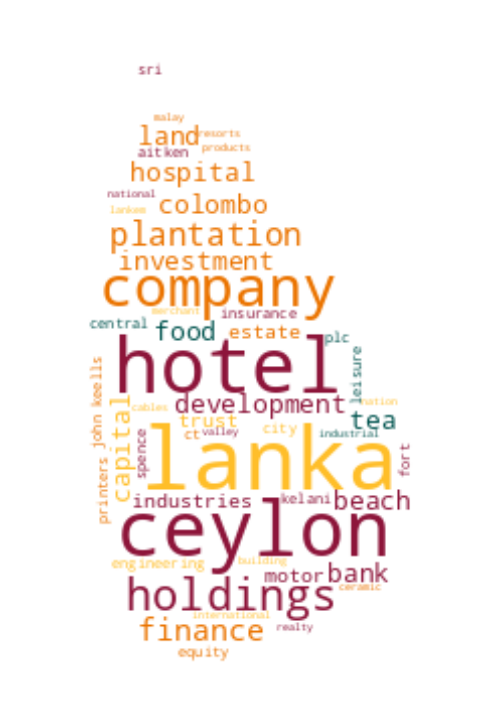 sri
malay
land resorts
aitken products
hospital
national
lankem colombo
plantation
investment
company
merchant insurance
central food estate plc
hotel
leisure
john keells
capital
cables development nation
trust tea
ct valley city industrial
lanka
spence
fort
printers
industries kelani beach
ceylon
engineering building
motor bank
holdings ceramic
international
finance realty
equity